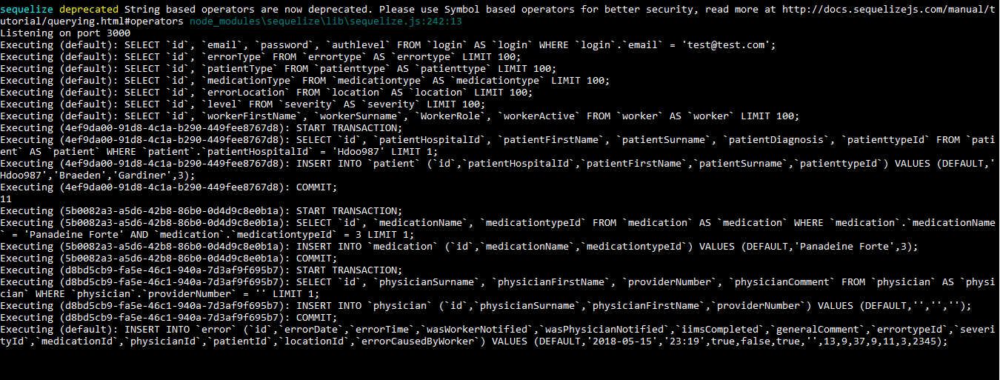 sequelize deprecated String based operators are now deprecated. Please use Symbol based operators for better security, read more at http://docs.sequelizejs.com/manual/t
utorial/querying.html#operators node_modules\sequelize\lib\sequelize.js:242:13
Listening on port 3000
Executing (default): SELECT `id`, `email`, `password`, `authlevel` FROM `login` AS `login` WHERE `login`.`email` = 'test@test.com';
Executing (default): SELECT `id`, `errorType` FROM `errortype` AS `errortype` LIMIT 100;
Executing (default): SELECT `id`, `patientType` FROM `patienttype` AS `patienttype` LIMIT 100;
Executing (default): SELECT `id`, `medicationType` FROM `medicationtype` AS `medicationtype` LIMIT 100;
Executing (default): SELECT `id`, `errorLocation` FROM `location` AS `location` LIMIT 100;
Executing (default): SELECT `id`, `level` FROM `severity` AS `severity` LIMIT 100;
Executing (default): SELECT `id`, `workerFirstName`, `workerSurname`, `WorkerRole`, `workerActive` FROM `worker` AS `worker` LIMIT 100;
Executing (4ef9da00-91d8-4c1a-b290-449fee8767d8): START TRANSACTION;
Executing (4ef9da00-91d8-4c1a-b290-449fee8767d8): SELECT `id`, `patientHospitalId`, `patientFirstName`, `patientSurname`, `patientDiagnosis`, `patienttypeId` FROM `pati
ent` AS `patient` WHERE `patient`.`patientHospitalId` = 'Hdoo987' LIMIT 1;
Executing (4ef9da00-91d8-4c1a-b290-449fee8767d8): INSERT INTO `patient` (`id`,`patientHospitalId`,`patientFirstName`,`patientSurname`,`patienttypeId`) VALUES (DEFAULT,'
Hdoo987','Braeden','Gardiner',3);
Executing (4ef9da00-91d8-4c1a-b290-449fee8767d8): COMMIT;
11
Executing (5b0082a3-a5d6-42b8-86b0-0d4d9c8e0b1a): START TRANSACTION;
Executing (5b0082a3-a5d6-42b8-86b0-0d4d9c8e0b1a): SELECT `id`, `medicationName`, `medicationtypeId` FROM `medication` AS `medication` WHERE `medication`.`medicationName
` = 'Panadeine Forte' AND `medication`.`medicationtypeId` = 3 LIMIT 1;
Executing (5b0082a3-a5d6-42b8-86b0-0d4d9c8e0b1a): INSERT INTO `medication` (`id`,`medicationName`,`medicationtypeId`) VALUES (DEFAULT,'Panadeine Forte',3);
Executing (5b0082a3-a5d6-42b8-86b0-0d4d9c8e0b1a): COMMIT;
Executing (d8bd5cb9-fa5e-46c1-940a-7d3af9f695b7): START TRANSACTION;
Executing (d8bd5cb9-fa5e-46c1-940a-7d3af9f695b7): SELECT `id`, `physicianSurname`, `physicianFirstName`, `providerNumber`, `physicianComment` FROM `physician` AS `physi
cian` WHERE `physician`.`providerNumber` = '' LIMIT 1;
Executing (d8bd5cb9-fa5e-46c1-940a-7d3af9f695b7): INSERT INTO `physician` (`id`,`physicianSurname`,`physicianFirstName`,`providerNumber`) VALUES (DEFAULT,'','','');
Executing (d8bd5cb9-fa5e-46c1-940a-7d3af9f695b7): COMMIT;
Executing (default): INSERT INTO `error` (`id`,`errorDate`,`errorTime`,`wasWorkerNotified`,`wasPhysicianNotified`,`iimsCompleted`,`generalComment`,`errortypeId`,`severi
tyId`,`medicationId`,`physicianId`,`patientId`,`locationId`,`errorCausedByWorker`) VALUES (DEFAULT,'2018-05-15','23:19',true,false,true,'',13,9,37,9,11,3,2345);